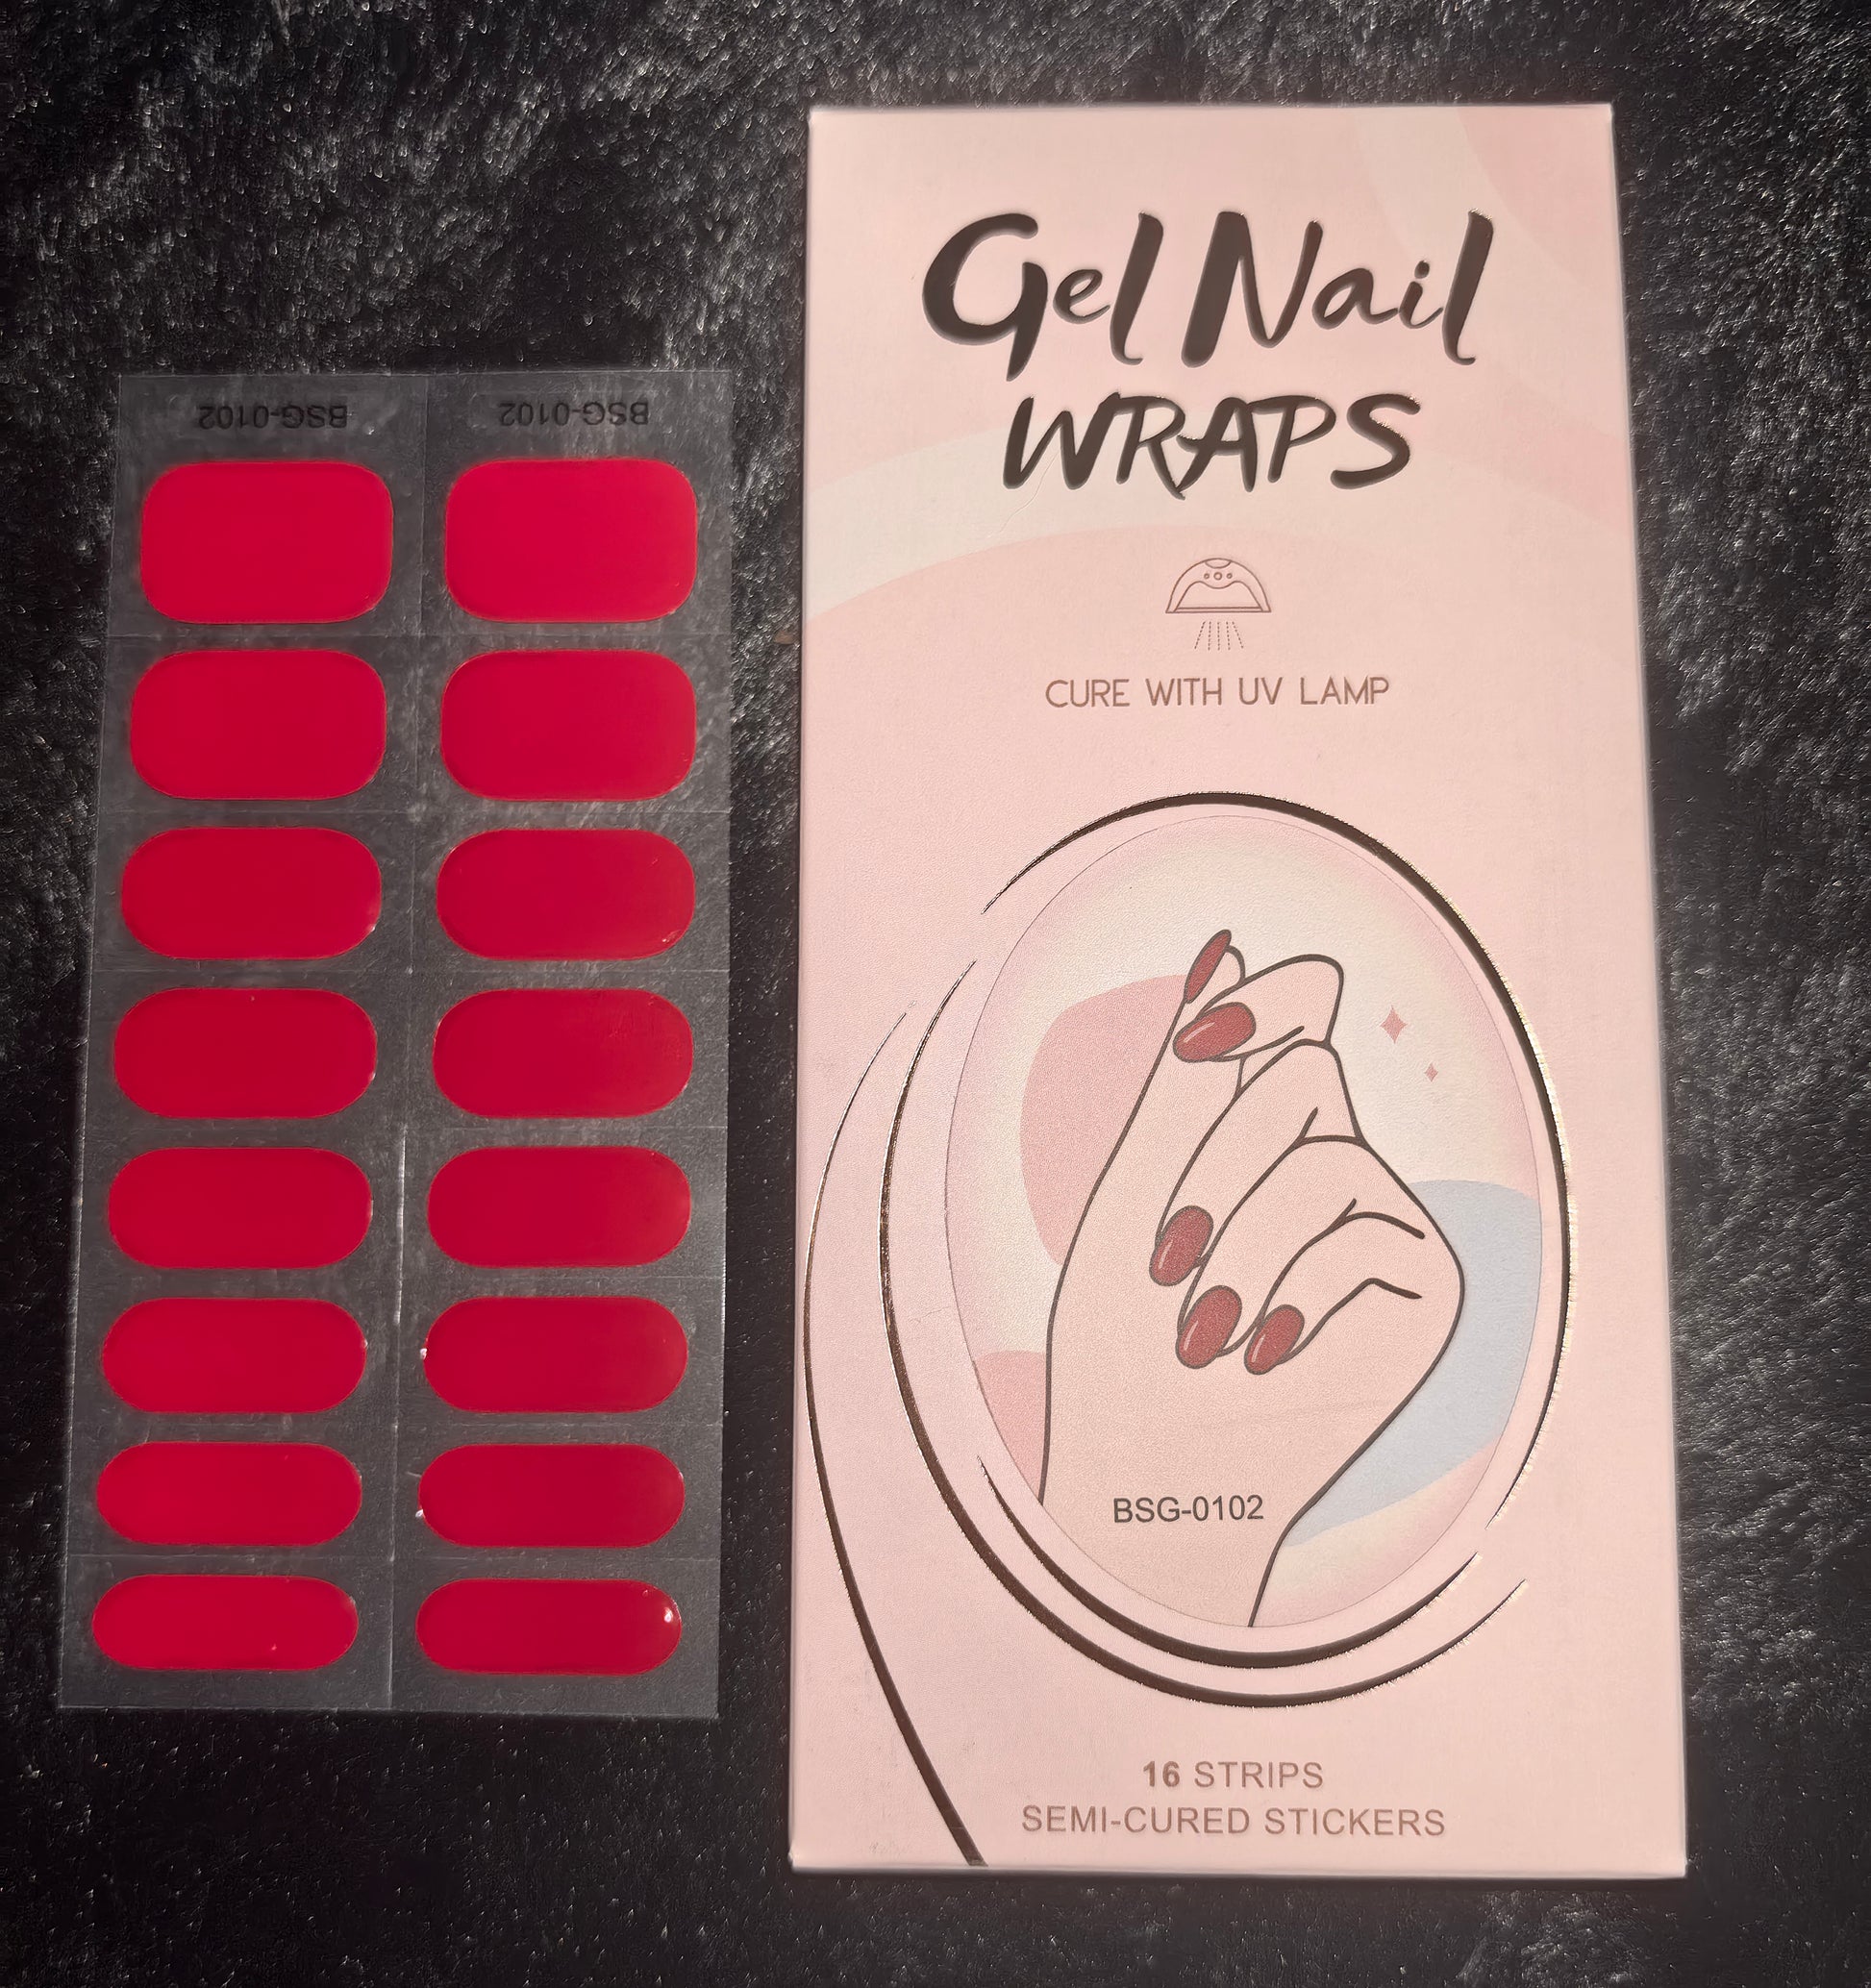 BSG-0102 BSG-0102
Gel Nail
WRAPS
CURE WITH UV LAMP
BSG-0102
16 STRIPS
SEMI-CURED STICKERS